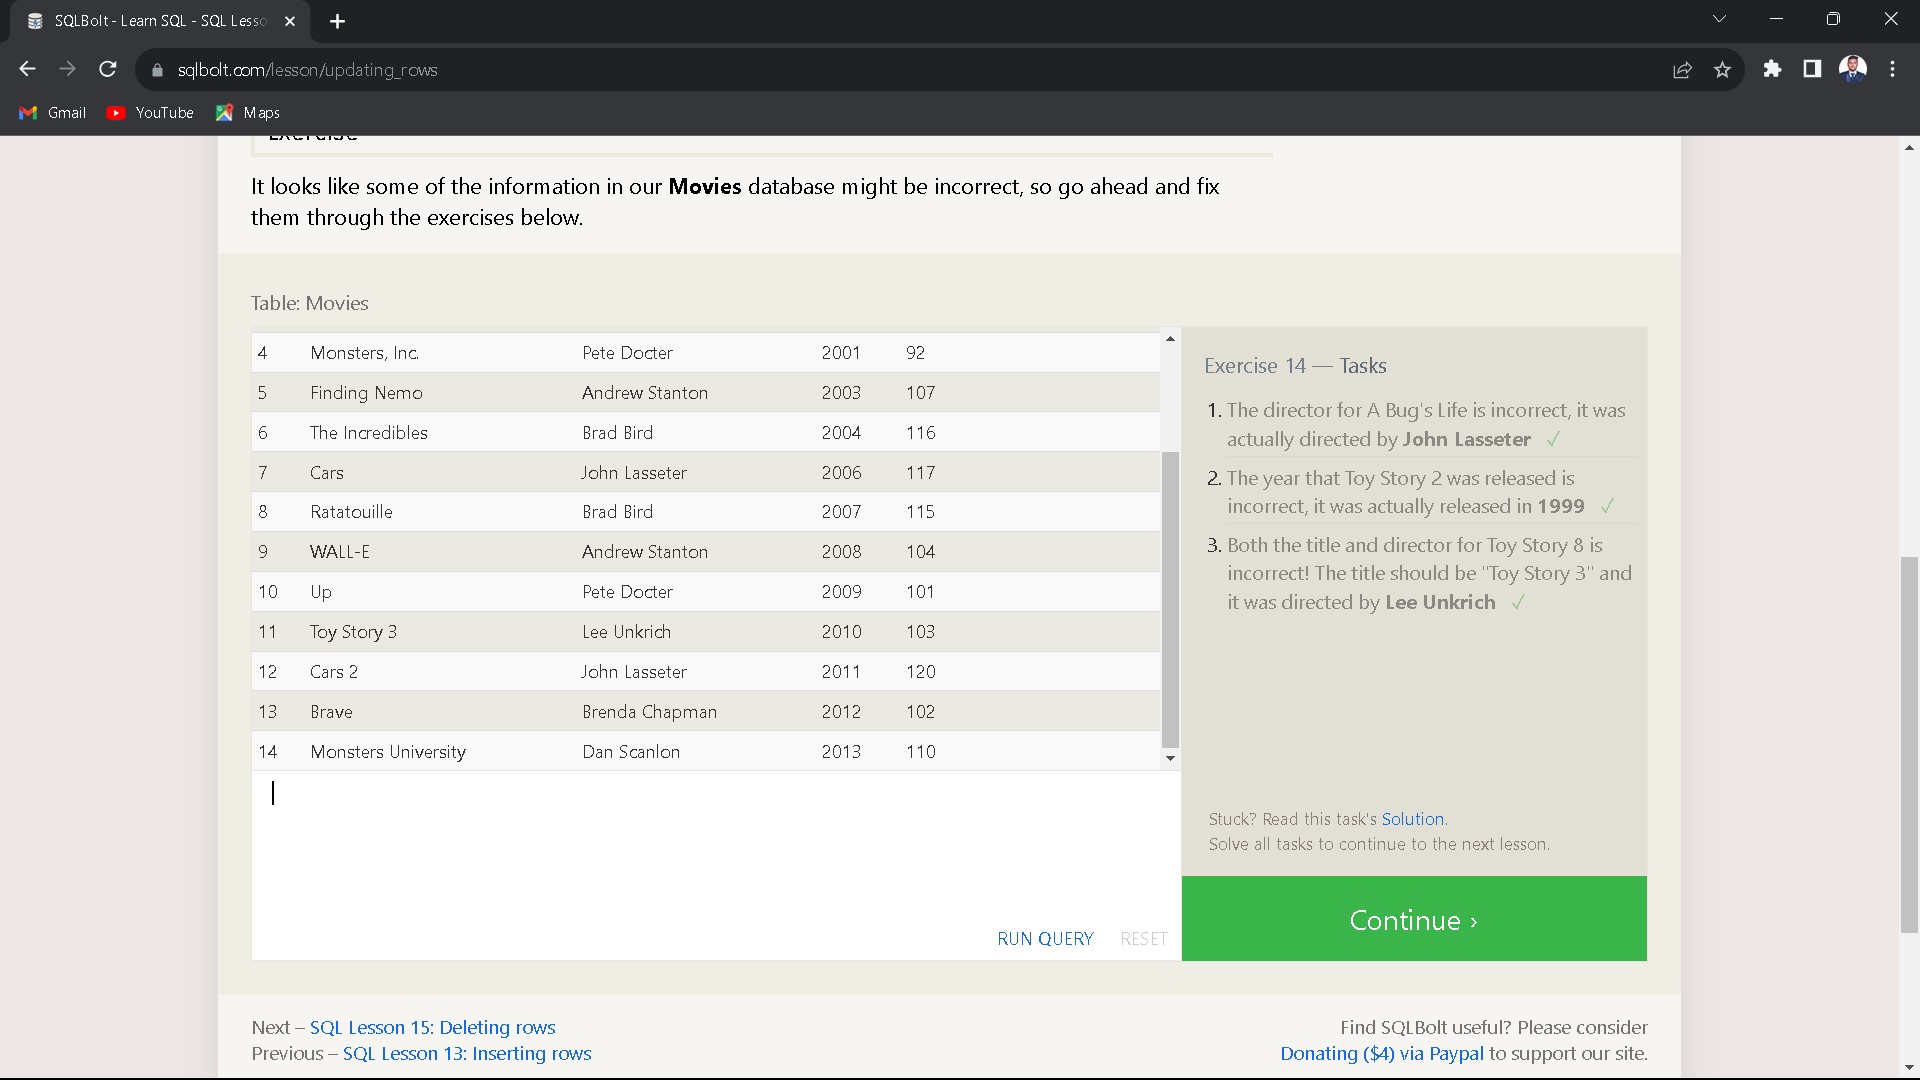 SQLBolt - Learn SQL - SQL Lesso
sqlbolt.com/lesson/updating_rows
Gmail
YouTube
Maps
Exercise
It looks like some of the information in our Movies database might be incorrect, so go ahead and fix
them through the exercises below.
Table: Movies
4 Monsters, Inc. Pete Docter 2001 92
5 Finding Nemo Andrew Stanton 2003 107
6 The Incredibles Brad Bird 2004 116
7 Cars John Lasseter 2006 117
8 Ratatouille Brad Bird 2007 115
9 WALL-E Andrew Stanton 2008 104
10 Up Pete Docter 2009 101
11 Toy Story 3 Lee Unkrich 2010 103
12 Cars 2 John Lasseter 2011 120
13 Brave Brenda Chapman 2012 102
14 Monsters University Dan Scanlon 2013 110
RUN QUERY RESET
Exercise 14 — Tasks
1. The director for A Bug's Life is incorrect, it was
actually directed by John Lasseter ✓
2. The year that Toy Story 2 was released is
incorrect, it was actually released in 1999 ✓
3. Both the title and director for Toy Story 8 is
incorrect! The title should be "Toy Story 3" and
it was directed by Lee Unkrich ✓
Stuck? Read this task's Solution.
Solve all tasks to continue to the next lesson.
Continue ›
Next – SQL Lesson 15: Deleting rows
Previous – SQL Lesson 13: Inserting rows
Find SQLBolt useful? Please consider
Donating ($4) via Paypal to support our site.